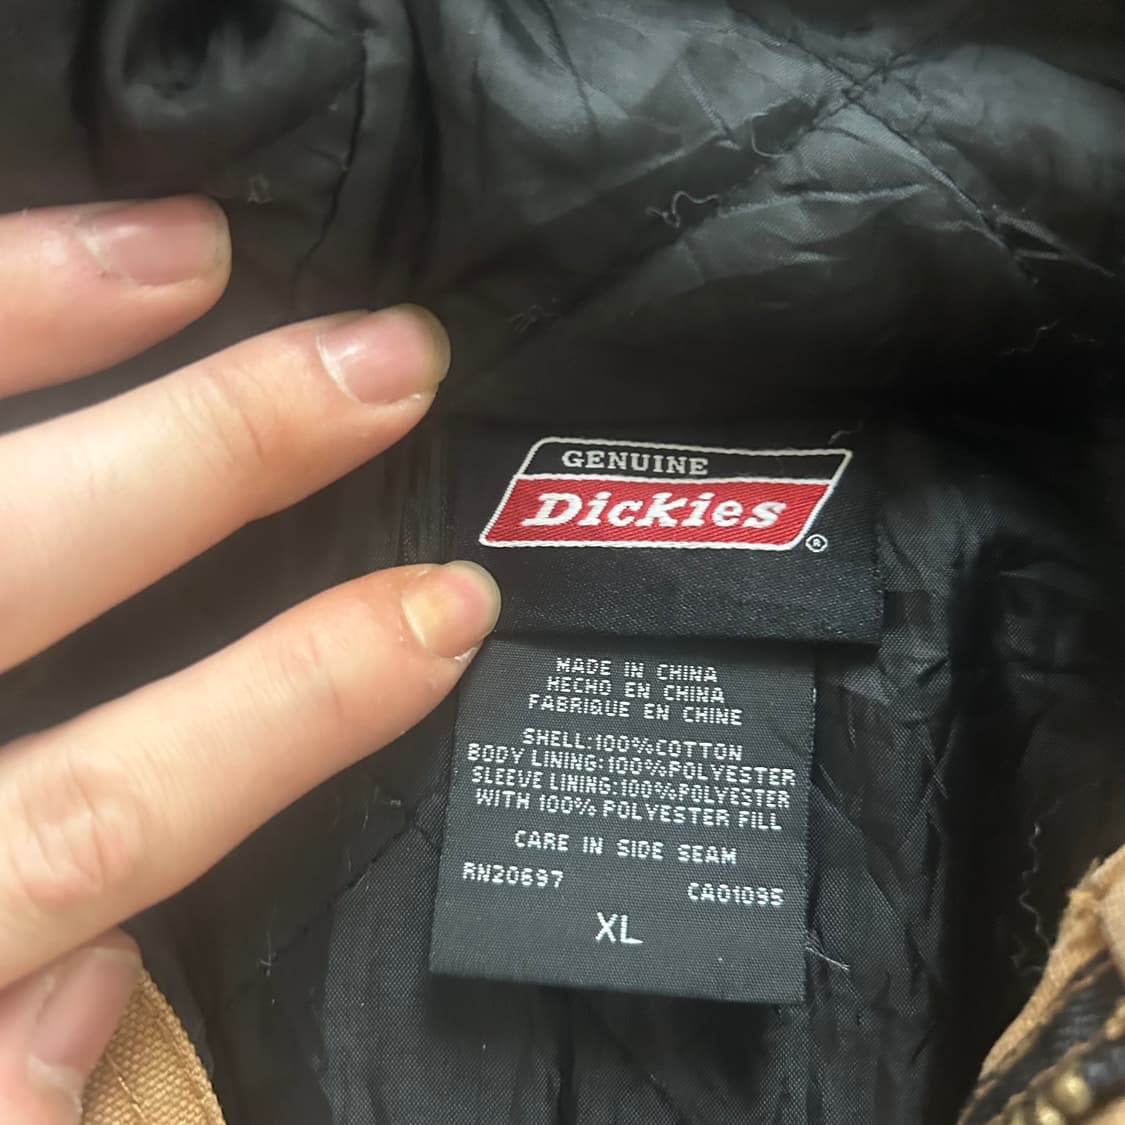 GENUINE
Dickies
®
MADE IN CHINA
HECHO EN CHINA
FABRIQUE EN CHINE
SHELL:100%COTTON
BODY LINING:100%POLYESTER
SLEEVE LINING:100%POLYESTER
WITH 100% POLYESTER FILL
CARE IN SIDE SEAM
RN20697 CA01095
XL